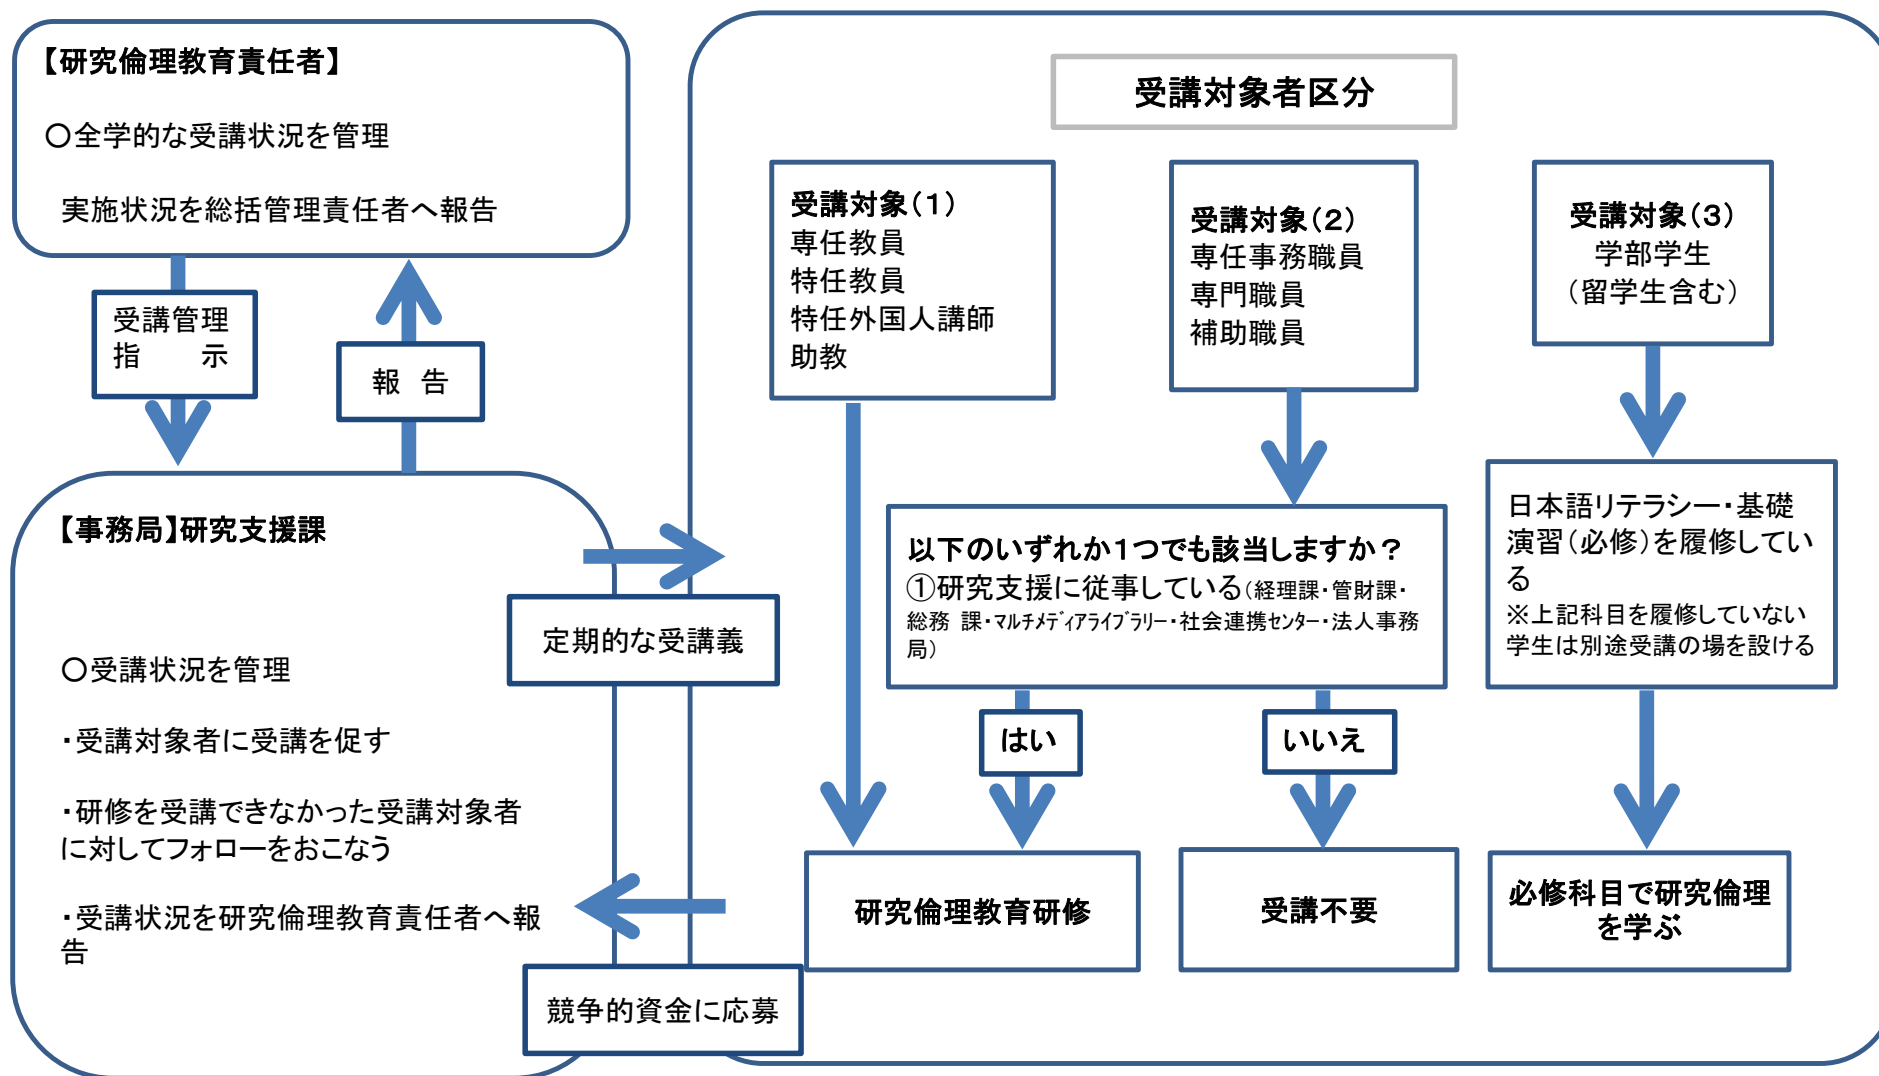 【研究倫理教育責任者】
○全学的な受講状況を管理
実施状況を総括管理責任者へ報告
受講管理
指　　示
報　告
【事務局】研究支援課
○受講状況を管理
・受講対象者に受講を促す
・研修を受講できなかった受講対象者
に対してフォローをおこなう
・受講状況を研究倫理教育責任者へ報
告
定期的な受講義
競争的資金に応募
受講対象者区分
受講対象（１）
専任教員
特任教員
特任外国人講師
助教
受講対象（２）
専任事務職員
専門職員
補助職員
受講対象（３）
学部学生
（留学生含む）
以下のいずれか１つでも該当しますか？
①研究支援に従事している（経理課・管財課・
総務 課・ﾏﾙﾁﾒﾃﾞｨｱﾗｲﾌﾞﾗﾘｰ・社会連携ｾﾝﾀｰ・法人事務
局）
日本語リテラシー・基礎
演習（必修）を履修してい
る
※上記科目を履修していない
学生は別途受講の場を設ける
はい
いいえ
研究倫理教育研修
受講不要
必修科目で研究倫理
を学ぶ